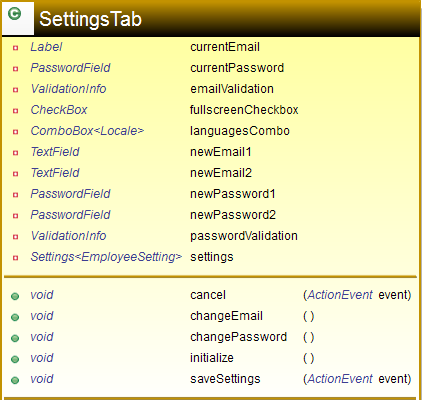 C SettingsTab
Label currentEmail
PasswordField currentPassword
ValidationInfo emailValidation
CheckBox fullscreenCheckbox
ComboBox<Locale> languagesCombo
TextField newEmail1
TextField newEmail2
PasswordField newPassword1
PasswordField newPassword2
ValidationInfo passwordValidation
Settings<EmployeeSetting> settings
void cancel (ActionEvent event)
void changeEmail ( )
void changePassword ( )
void initialize ( )
void saveSettings (ActionEvent event)